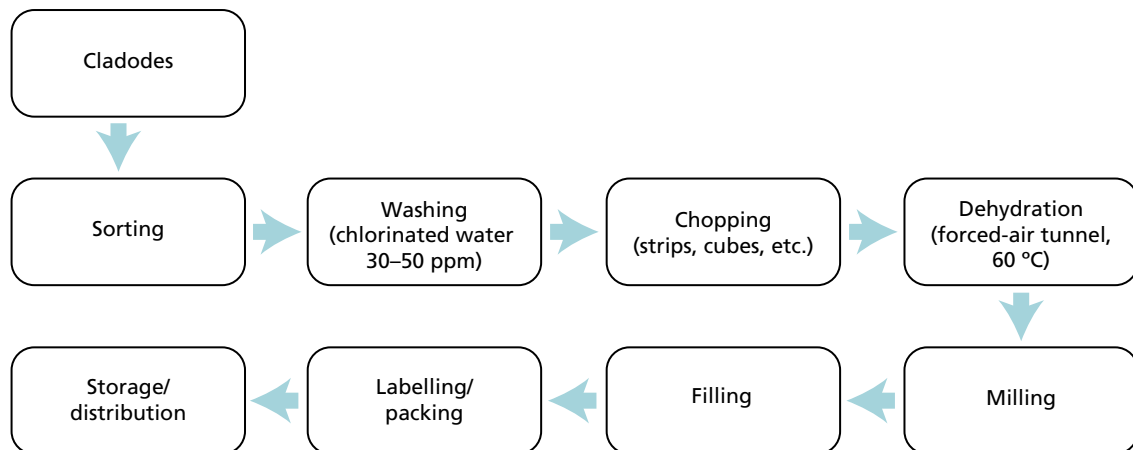 Cladodes
Sorting
Washing
(chlorinated water
30–50 ppm)
Chopping
(strips, cubes, etc.)
Dehydration
(forced-air tunnel,
60 ºC)
Milling
Filling
Labelling/
packing
Storage/
distribution